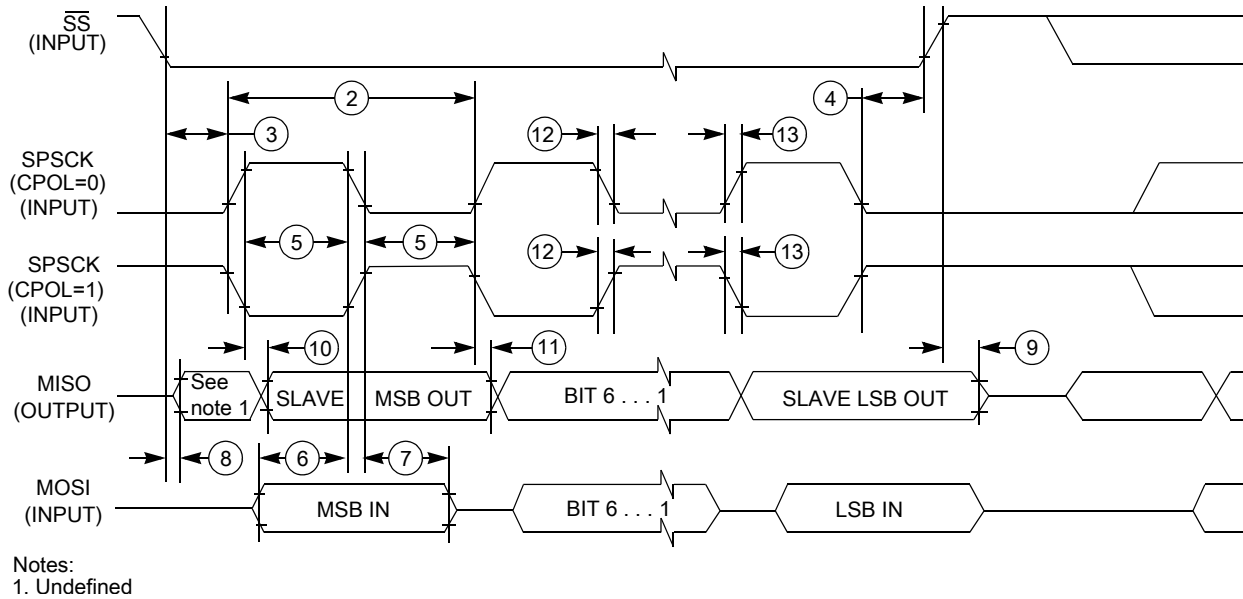 SS
(INPUT)
2
4
3
12
13
SPSCK
(CPOL=0)
(INPUT)
5
5
SPSCK
(CPOL=1)
(INPUT)
12
13
10
11
9
MISO
(OUTPUT)
See
note 1
SLAVE
MSB OUT
BIT 6 . . . 1
SLAVE LSB OUT
8
6
7
MOSI
(INPUT)
MSB IN
BIT 6 . . . 1
LSB IN
Notes:
1. Undefined